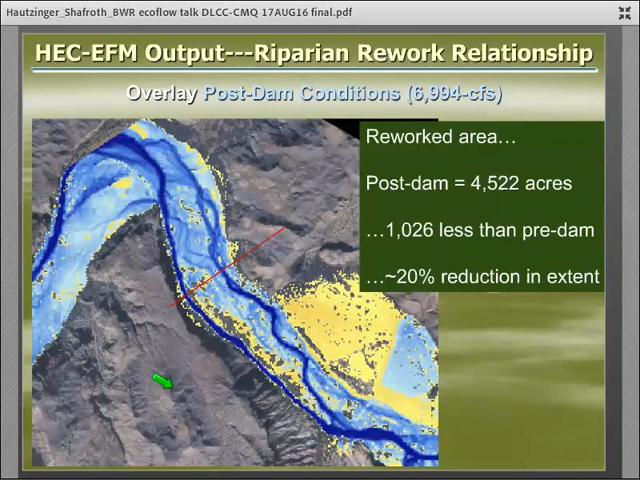 Hautzinger_Shafroth_BWR ecoflow talk DLCC-CMQ 17AUG16 final.pdf
HEC-EFM Output---Riparian Rework Relationship
Overlay Post-Dam Conditions (6,994-cfs)
Reworked area…
Post-dam = 4,522 acres
…1,026 less than pre-dam
…~20% reduction in extent